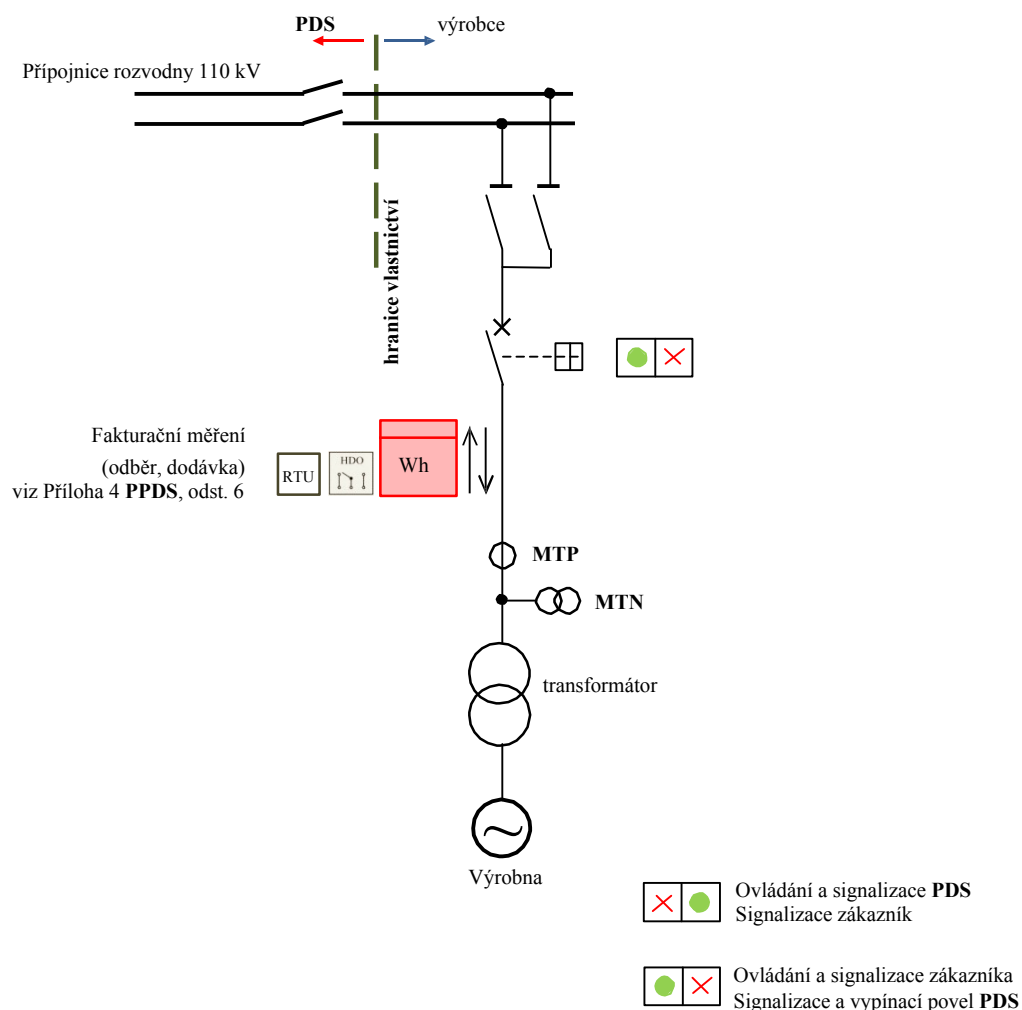 PDS
výrobce
Přípojnice rozvodny 110 kV
hranice vlastnictví
Fakturační měření
(odběr, dodávka)
viz Příloha 4 PPDS, odst. 6
RTU
HDO
Wh
MTP
MTN
transformátor
Výrobna
Ovládání a signalizace PDS
Signalizace zákazník
Ovládání a signalizace zákazníka
Signalizace a vypínací povel PDS